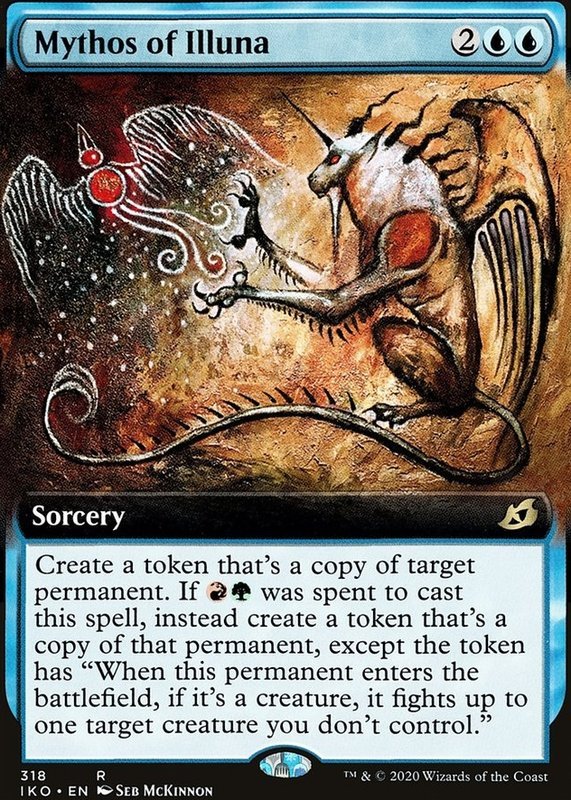 Mythos of Illuna 2
Sorcery
Create a token that's a copy of target
permanent. If was spent to cast
this spell, instead create a token that's a
copy of that permanent, except the token
has “When this permanent enters the
battlefield, if it's a creature, it fights up to
one target creature you don't control.”
318 R
IKO • EN Seb McKinnon
™ & © 2020 Wizards of the Coast